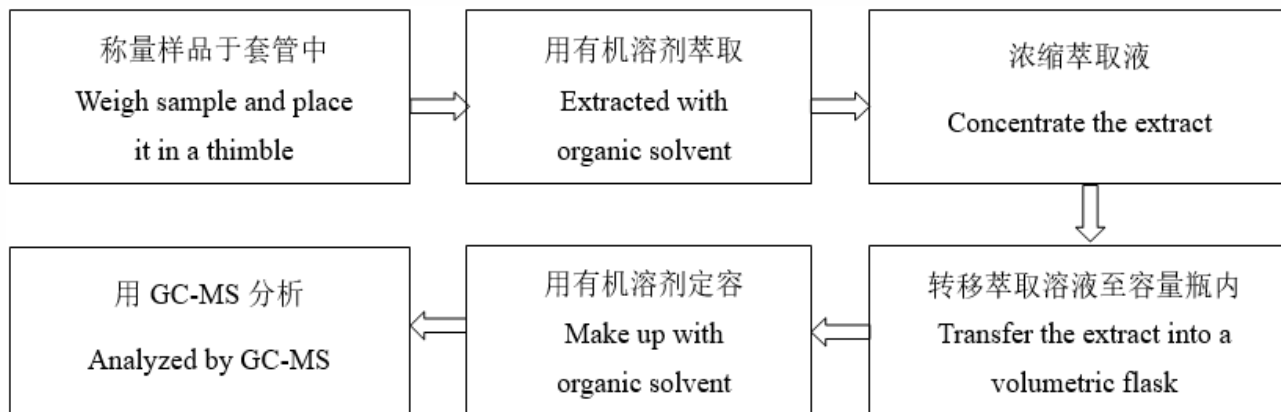 称量样品于套管中
Weigh sample and place
it in a thimble
用有机溶剂萃取
Extracted with
organic solvent
浓缩萃取液
Concentrate the extract
转移萃取溶液至容量瓶内
Transfer the extract into a
volumetric flask
用有机溶剂定容
Make up with
organic solvent
用 GC-MS 分析
Analyzed by GC-MS